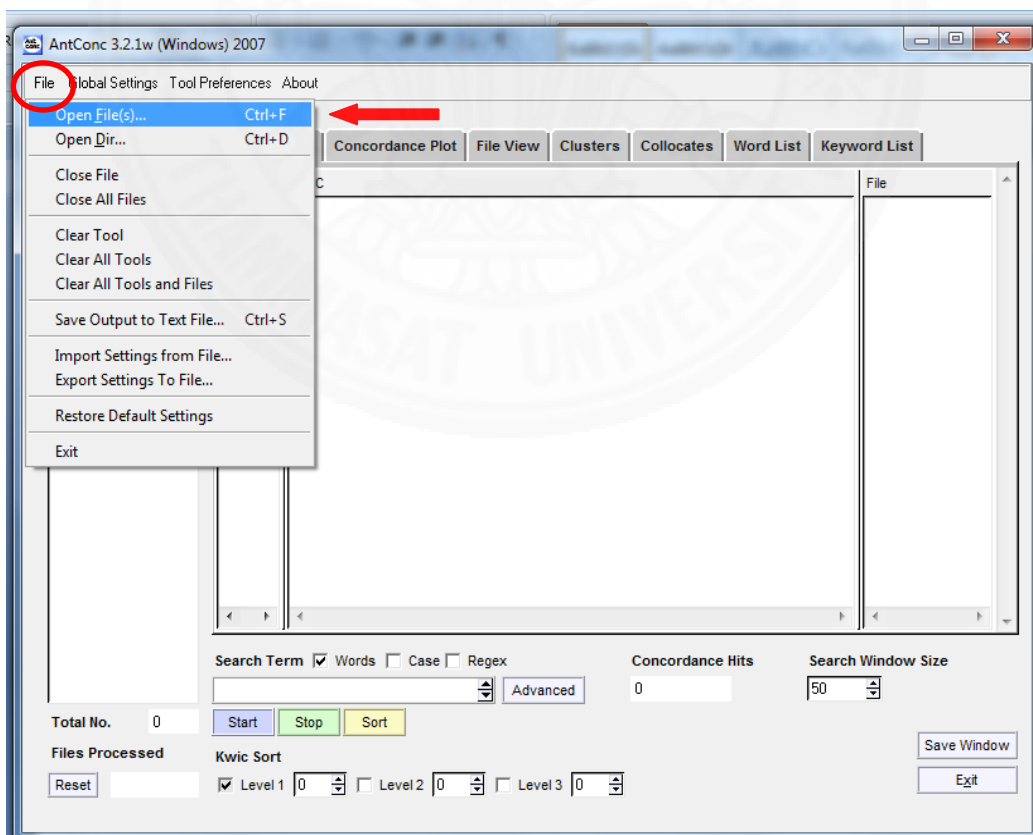 AntConc 3.2.1w (Windows) 2007
File Global Settings Tool Preferences About
Open File(s)... Ctrl+F
Open Dir... Ctrl+D
Close File
Close All Files
Clear Tool
Clear All Tools
Clear All Tools and Files
Save Output to Text File... Ctrl+S
Import Settings from File...
Export Settings To File...
Restore Default Settings
Exit
Concordance Plot File View Clusters Collocates Word List Keyword List
C File
THAMMASAT UNIVERSITY
Search Term Words Case Regex Concordance Hits Search Window Size
Advanced 0 50
Total No. 0 Start Stop Sort
Files Processed Kwic Sort Save Window
Reset Level 1 0 Level 2 0 Level 3 0 Exit